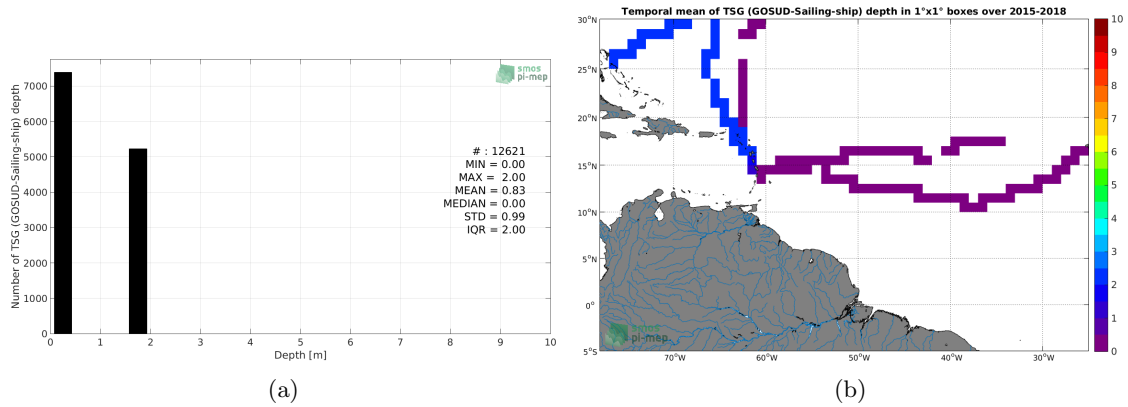 Number of TSG (GOSUD-Sailing-ship) depth
7000
6000
5000
4000
3000
2000
1000
0
0 1 2 3 4 5 6 7 8 9 10
Depth [m]
smos
pi-mep
# : 12621
MIN = 0.00
MAX = 2.00
MEAN = 0.83
MEDIAN = 0.00
STD = 0.99
IQR = 2.00
(a)
Temporal mean of TSG (GOSUD-Sailing-ship) depth in 1°x1° boxes over 2015-2018
30°N
25°N
20°N
15°N
10°N
5°N
0°
5°S
70°W 60°W 50°W 40°W 30°W
smos
pi-mep
10
9
8
7
6
5
4
3
2
1
0
(b)